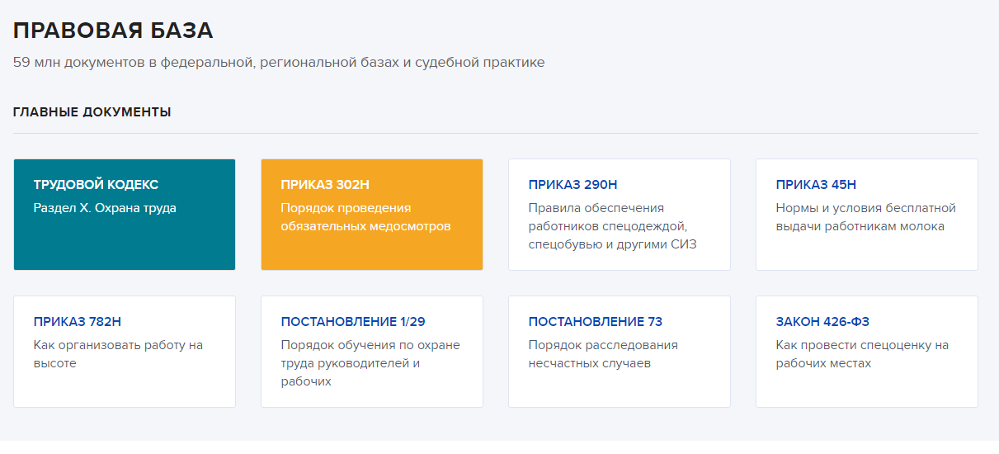 ПРАВОВАЯ БАЗА
59 млн документов в федеральной, региональной базах и судебной практике
ГЛАВНЫЕ ДОКУМЕНТЫ
ТРУДОВОЙ КОДЕКС
Раздел X. Охрана труда
ПРИКАЗ 302Н
Порядок проведения
обязательных медосмотров
ПРИКАЗ 290Н
Правила обеспечения
работников спецодеждой,
спецобувью и другими СИЗ
ПРИКАЗ 45Н
Нормы и условия бесплатной
выдачи работникам молока
ПРИКАЗ 782Н
Как организовать работу на
высоте
ПОСТАНОВЛЕНИЕ 1/29
Порядок обучения по охране
труда руководителей и
рабочих
ПОСТАНОВЛЕНИЕ 73
Порядок расследования
несчастных случаев
ЗАКОН 426-ФЗ
Как провести спецоценку на
рабочих местах